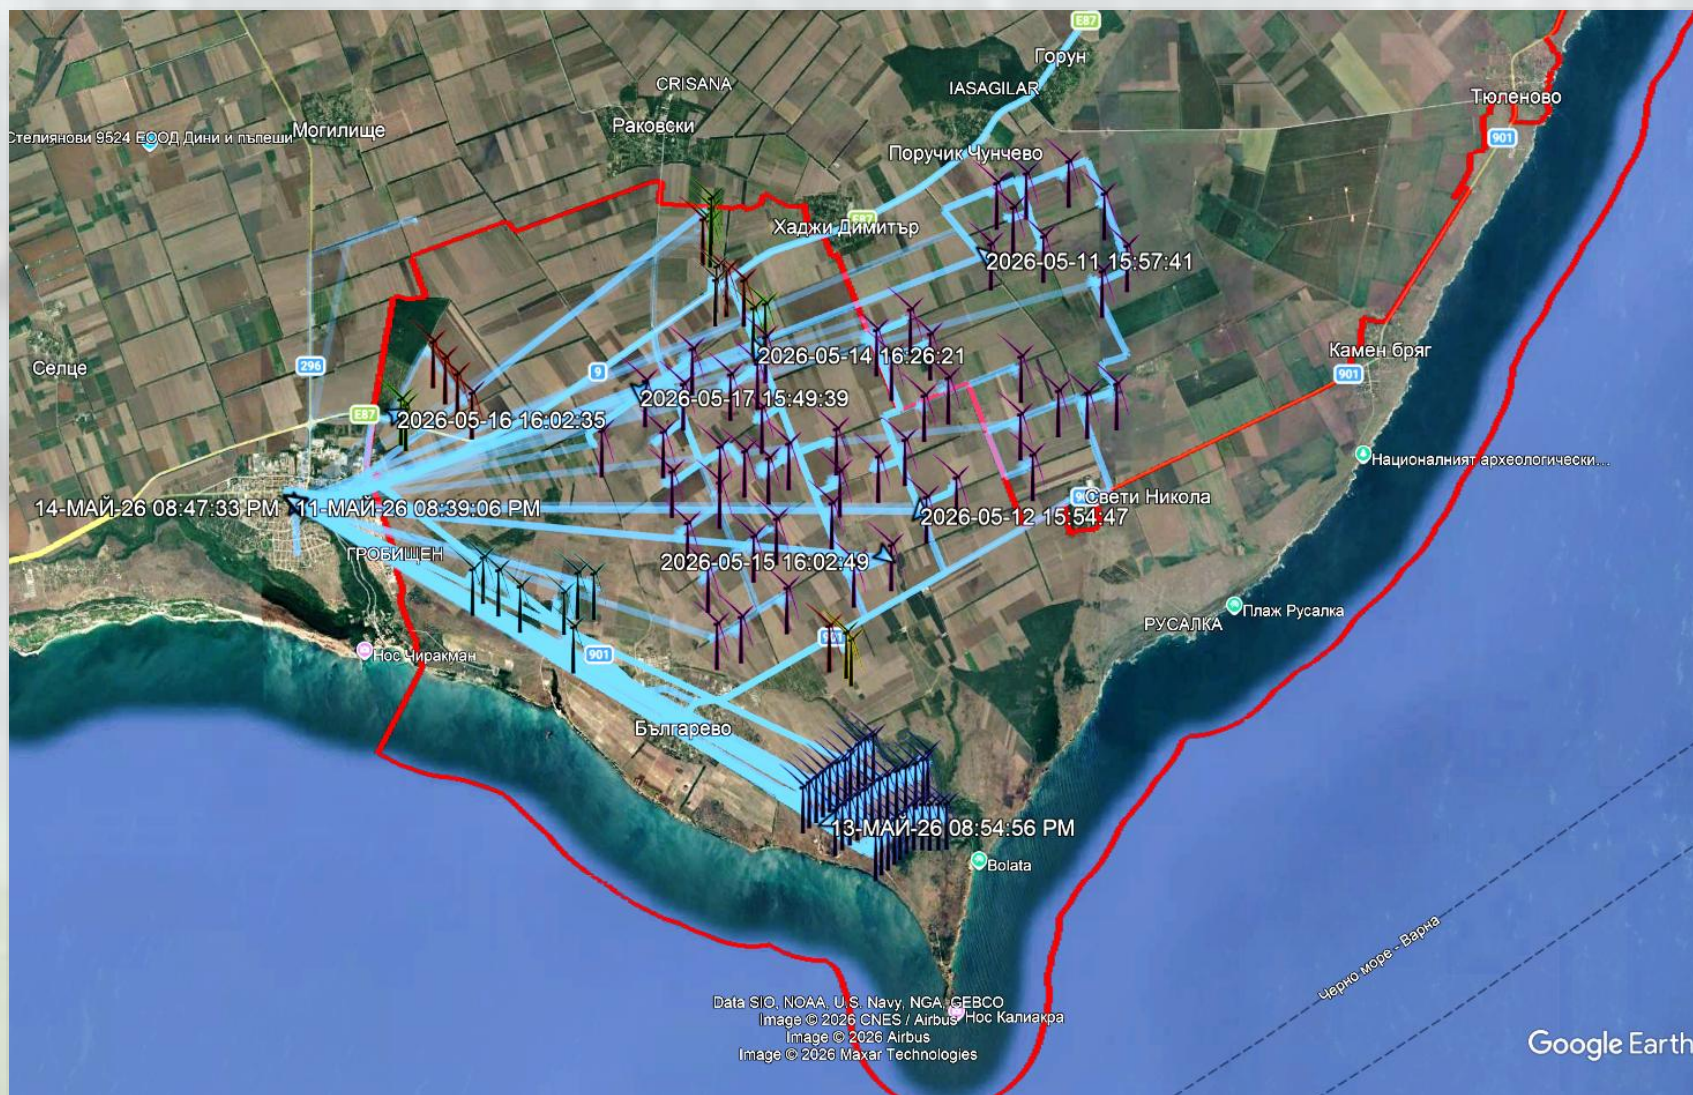 E87
Горун
CRISANA
IASAGILAR
Тюленово
Стелиянови 9524 ЕООД Дини и пъпеши
Могилище
Раковски
901
Поручик Чунчево
E87
Хаджи Димитър
2026-05-11 15:57:41
Селце
296
9
2026-05-14 16:26:21
Камен бряг
901
2026-05-17 15:49:39
E87
2026-05-16 16:02:35
Националният археологически...
14-МАЙ-26 08:47:33 PM
11-МАЙ-26 08:39:06 PM
Свети Никола
2026-05-12 15:54:47
ГРОБИЩЕН
2026-05-15 16:02:49
Плаж Русалка
РУСАЛКА
901
Нос Чиракман
901
Българево
13-МАЙ-26 08:54:56 PM
Bolata
Черно море - Варна
Data SIO, NOAA, U.S. Navy, NGA, GEBCO
Image © 2026 CNES / Airbus
Нос Калиакра
Image © 2026 Airbus
Image © 2026 Maxar Technologies
Google Earth